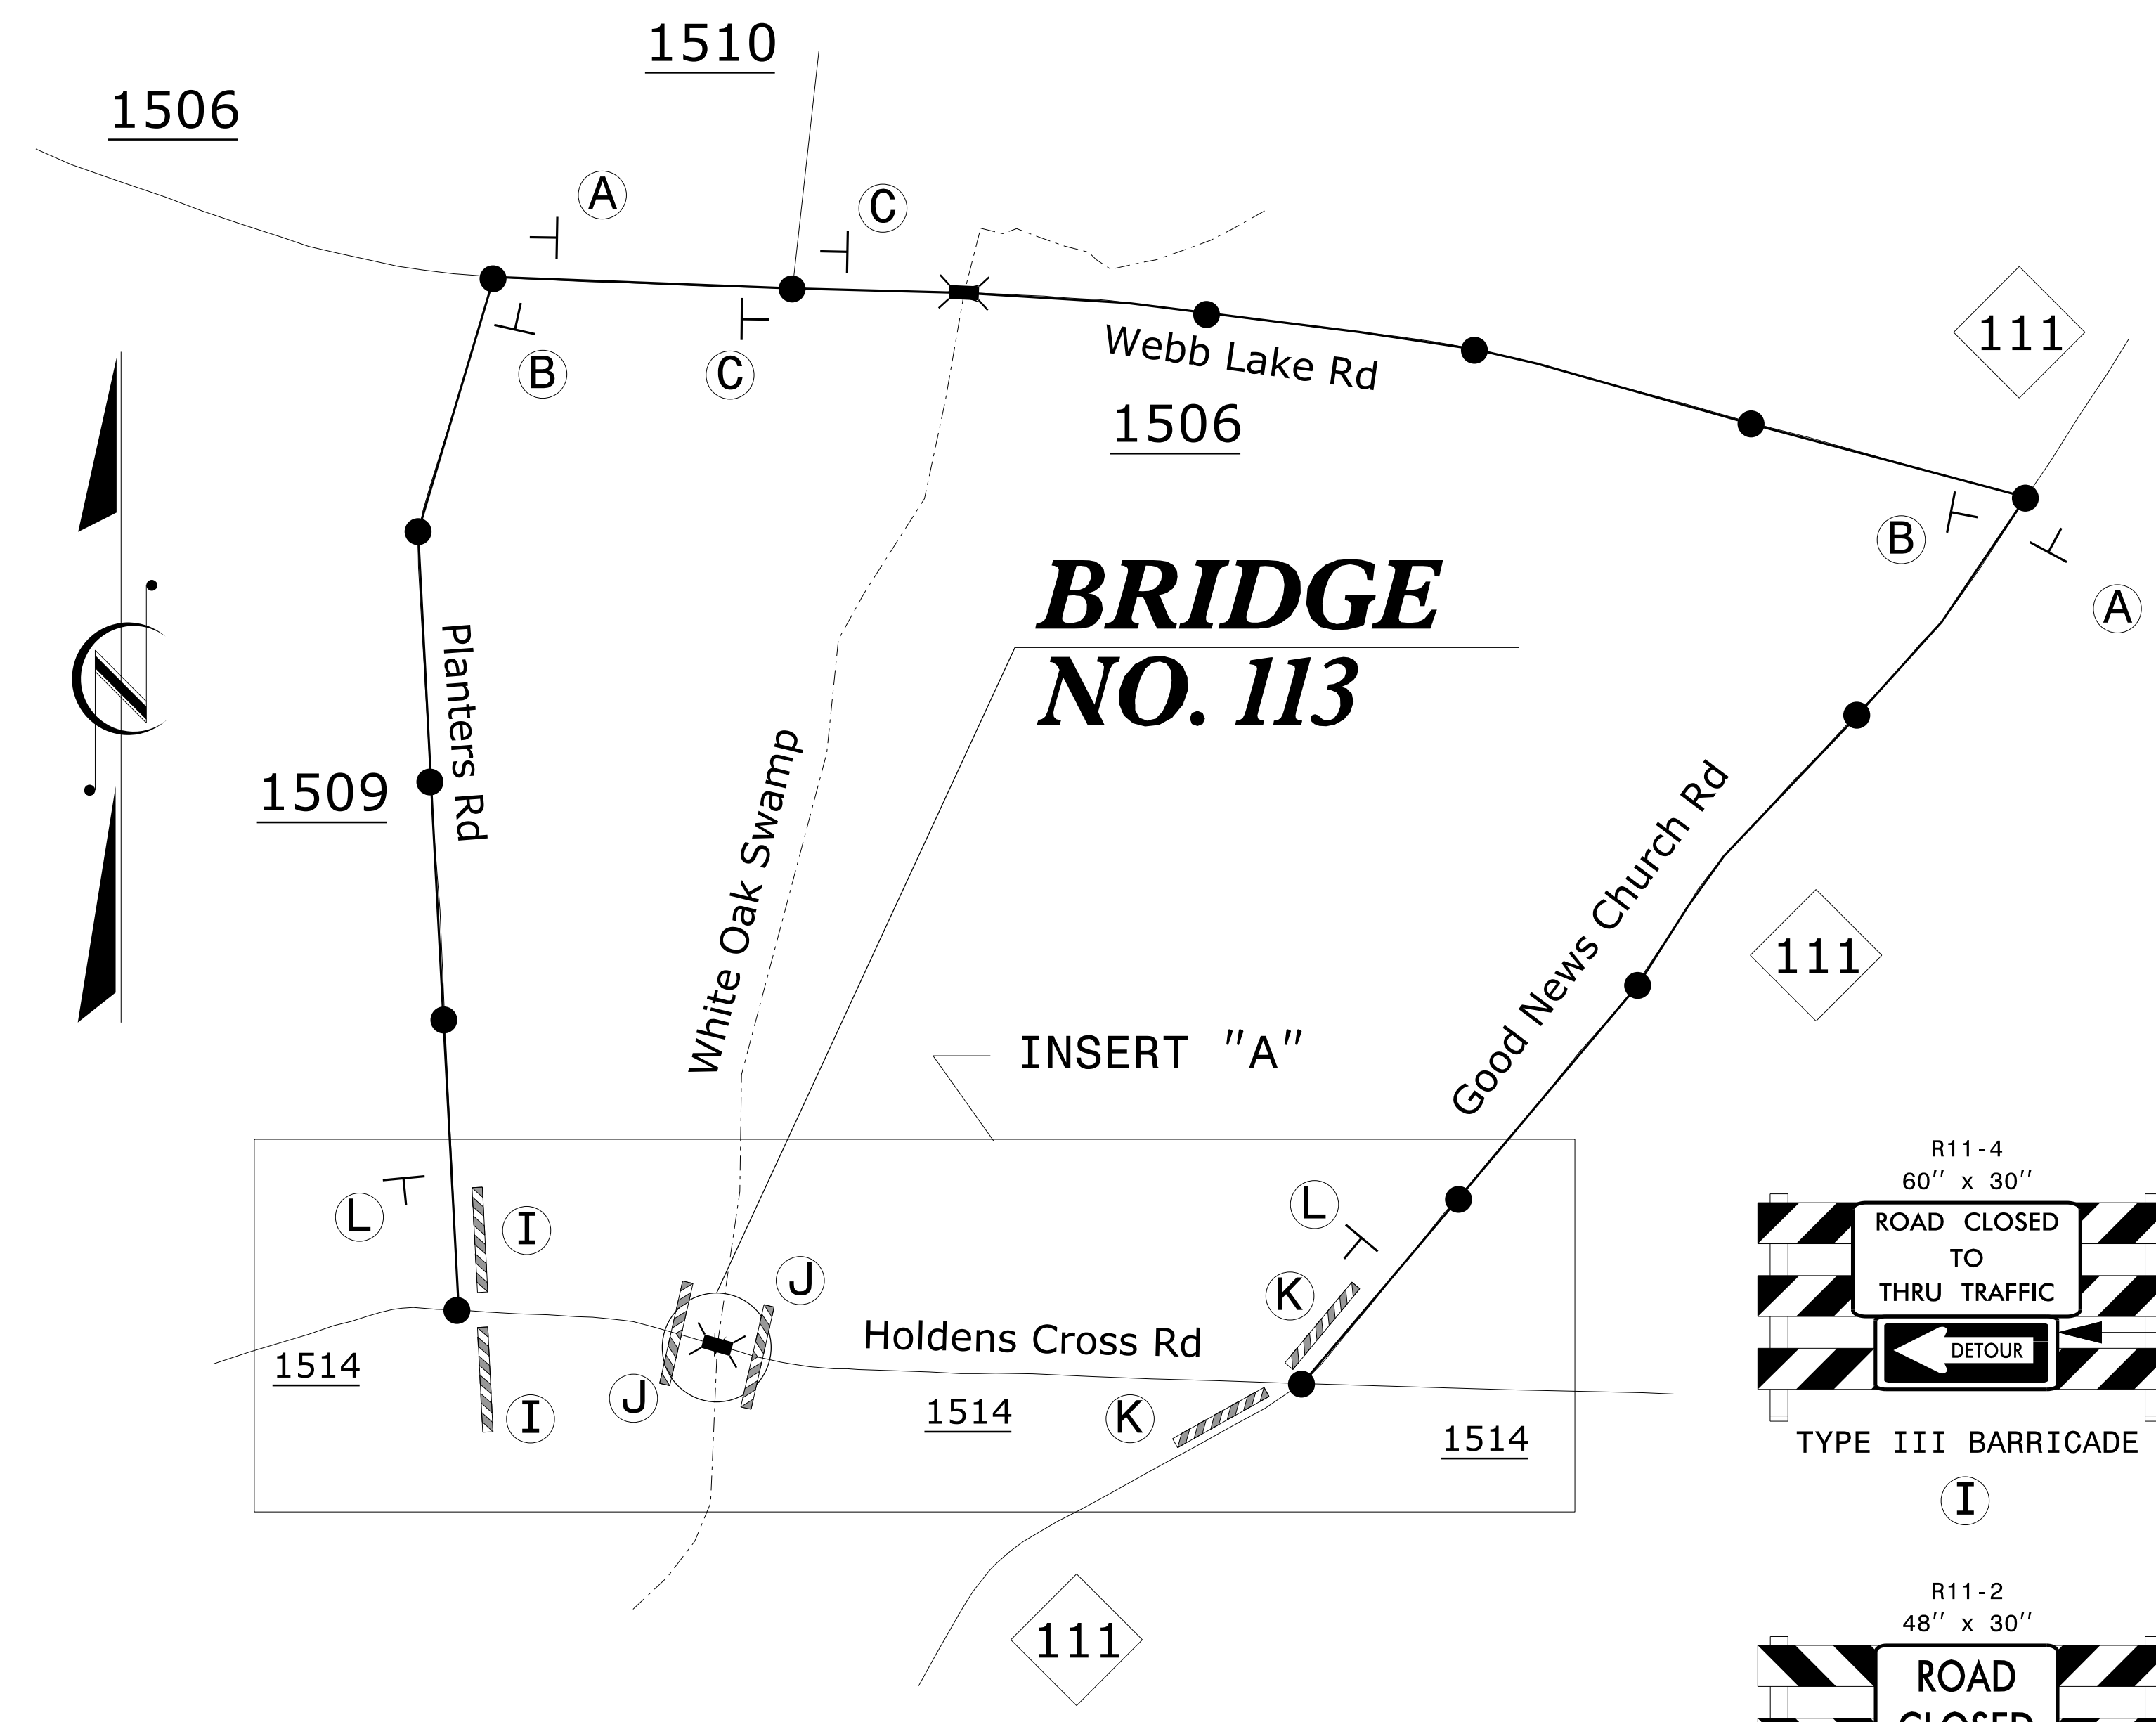 1510
1506
A
C
B
C
111
Webb Lake Rd
1506
B
A
BRIDGE
NO. 113
Planters Rd
1509
White Oak Swamp
Good News Church Rd
111
N
INSERT "A"
L
I
L
J
K
Holdens Cross Rd
1514
J
I
1514
K
1514
111
R11-4
60" x 30"
ROAD CLOSED
TO
THRU TRAFFIC
DETOUR
TYPE III BARRICADE
I
R11-2
48" x 30"
ROAD
CLOSED